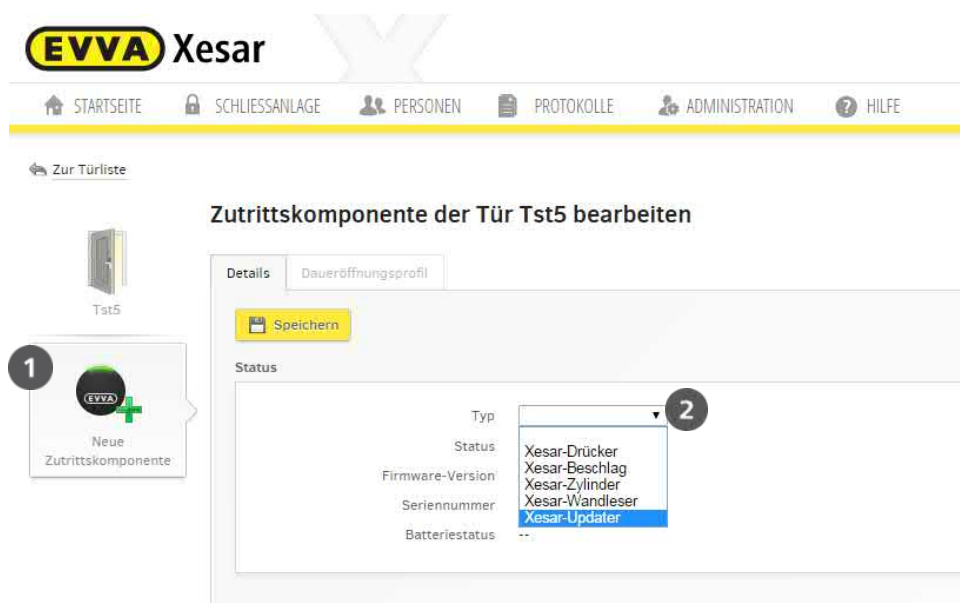 EVVA Xesar
STARTSEITE SCHLIESSANLAGE PERSONEN PROTOKOLLE ADMINISTRATION ? HILFE
Zur Türliste
Zutrittskomponente der Tür Tst5 bearbeiten
Details Daueröffnungsprofil
Tst5
Speichern
1
Status
EVVA
Neue
Zutrittskomponente
Typ
2
Status
Firmware-Version
Seriennummer
Batteriestatus
Xesar-Drücker
Xesar-Beschlag
Xesar-Zylinder
Xesar-Wandleser
Xesar-Updater
--